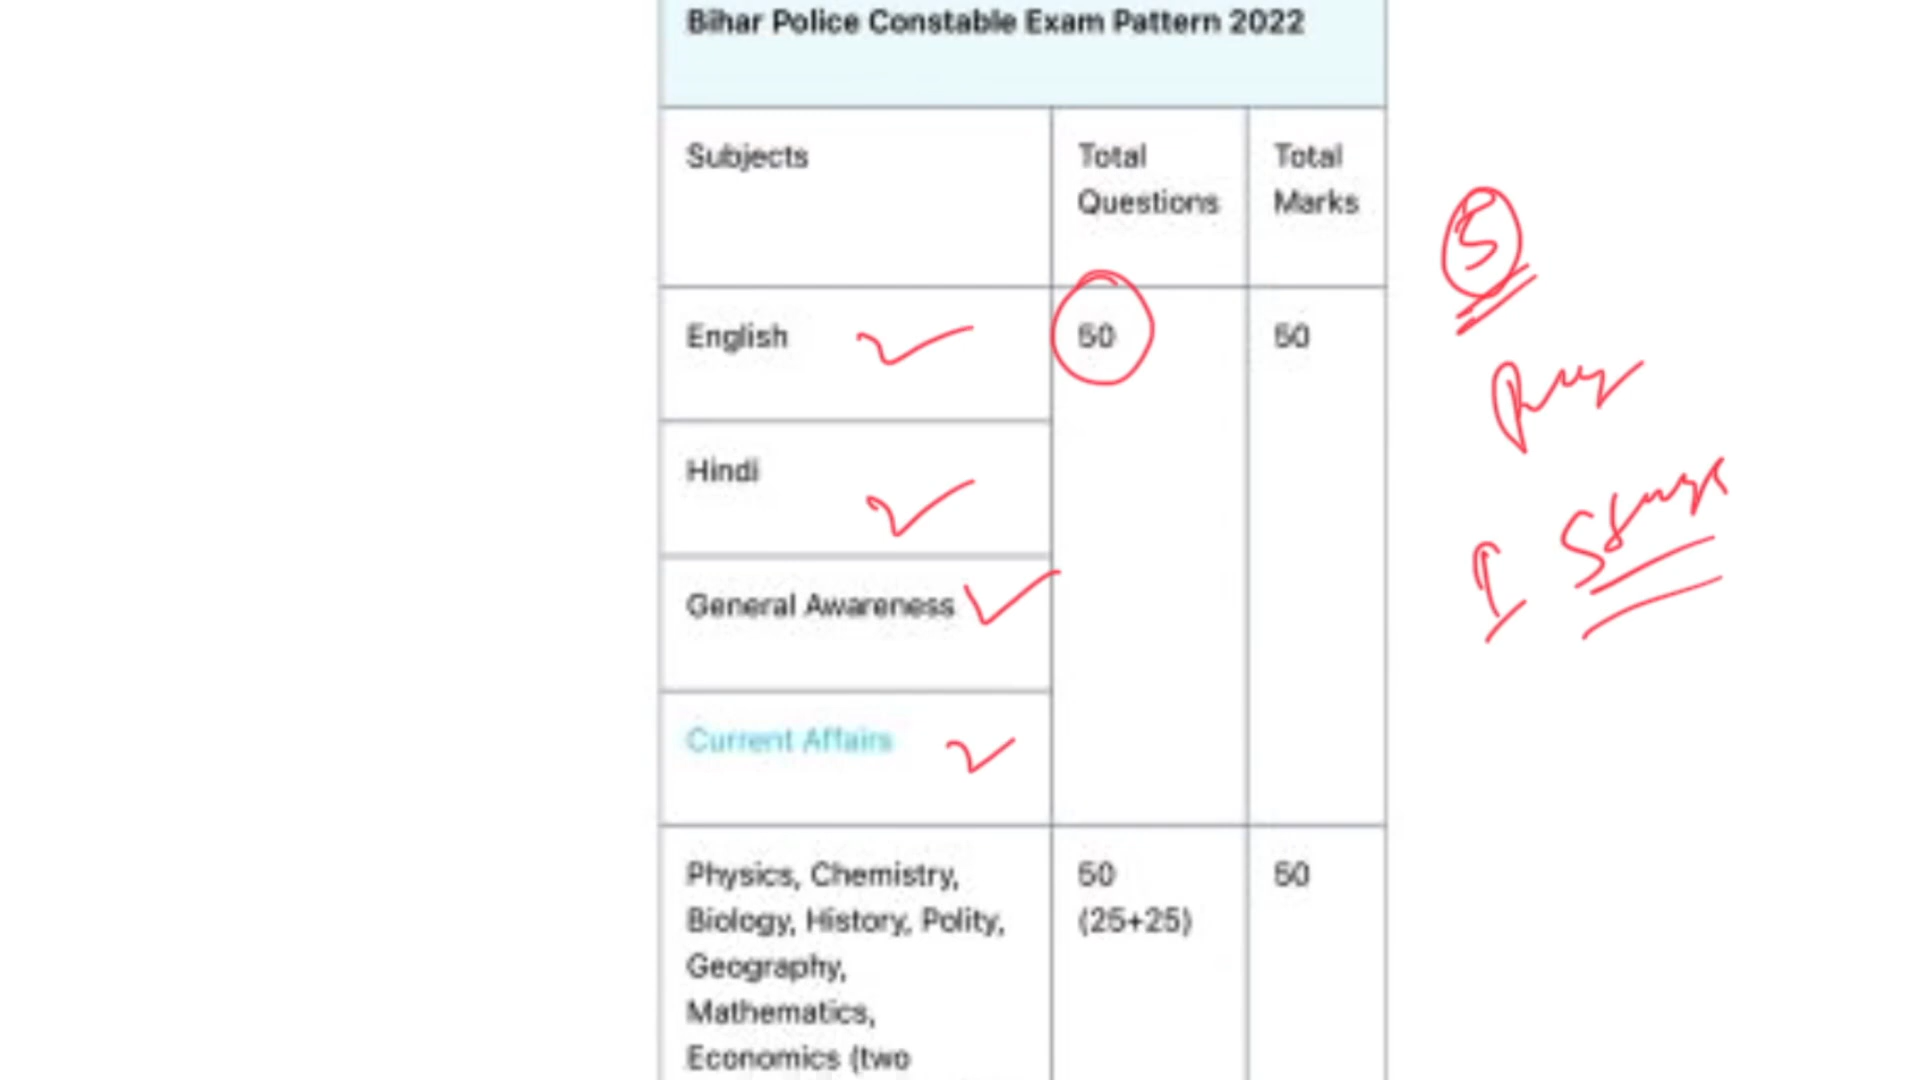 Bihar Police Constable Exam Pattern 2022
Subjects
Total
Questions
Total
Marks
5
English
50
50
Hindi
General Awareness
Current Affairs
Physics, Chemistry,
Biology, History, Polity,
Geography,
Mathematics,
Economics (two
50
(25+25)
50